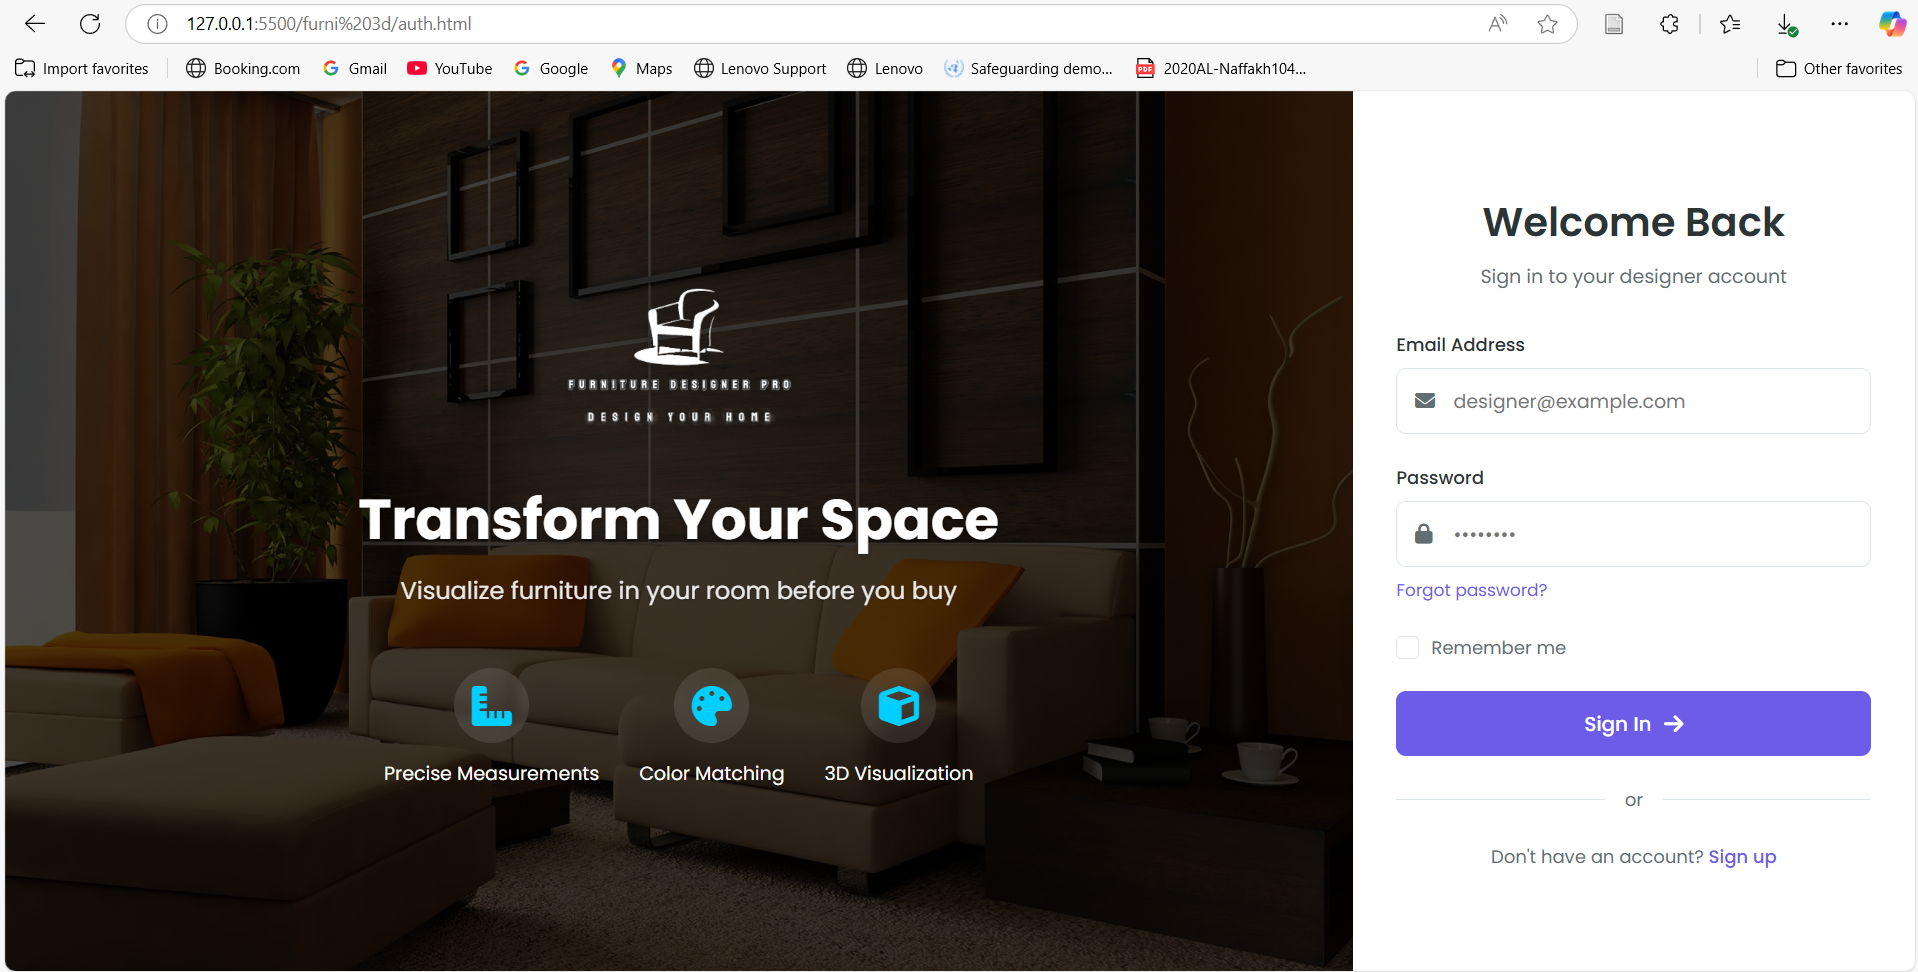 127.0.0.1:5500/furni%203d/auth.html
Import favorites Booking.com Gmail YouTube Google Maps Lenovo Support Lenovo Safeguarding demo... PDF 2020AL-Naffakh104... Other favorites
FURNITURE DESIGNER PRO
DESIGN YOUR HOME
Transform Your Space
Visualize furniture in your room before you buy
Precise Measurements Color Matching 3D Visualization
Welcome Back
Sign in to your designer account
Email Address
designer@example.com
Password
••••••••
Forgot password?
Remember me
Sign In
or
Don't have an account? Sign up